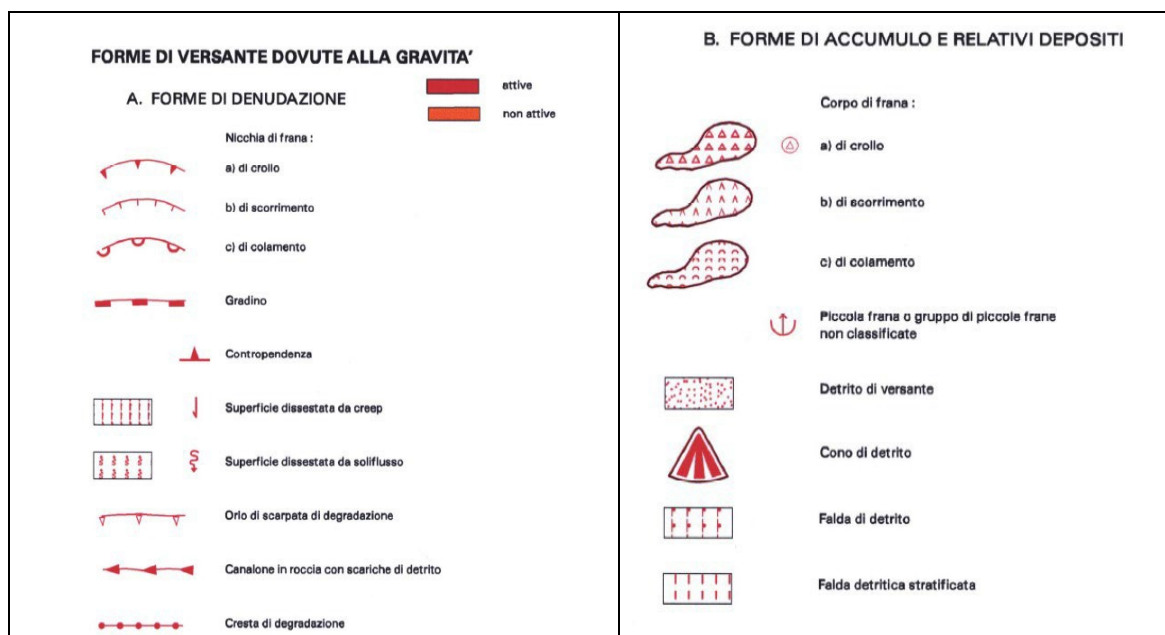 FORME DI VERSANTE DOVUTE ALLA GRAVITA'
attive
A. FORME DI DENUDAZIONE
non attive
Nicchia di frana :
a) di crollo
b) di scorrimento
c) di colamento
Gradino
Contropendenza
Superficie dissestata da creep
Superficie dissestata da soliflusso
Orlo di scarpata di degradazione
Canalone in roccia con scariche di detrito
Cresta di degradazione
B. FORME DI ACCUMULO E RELATIVI DEPOSITI
Corpo di frana :
a) di crollo
b) di scorrimento
c) di colamento
Piccola frana o gruppo di piccole frane
non classificate
Detrito di versante
Cono di detrito
Falda di detrito
Falda detritica stratificata